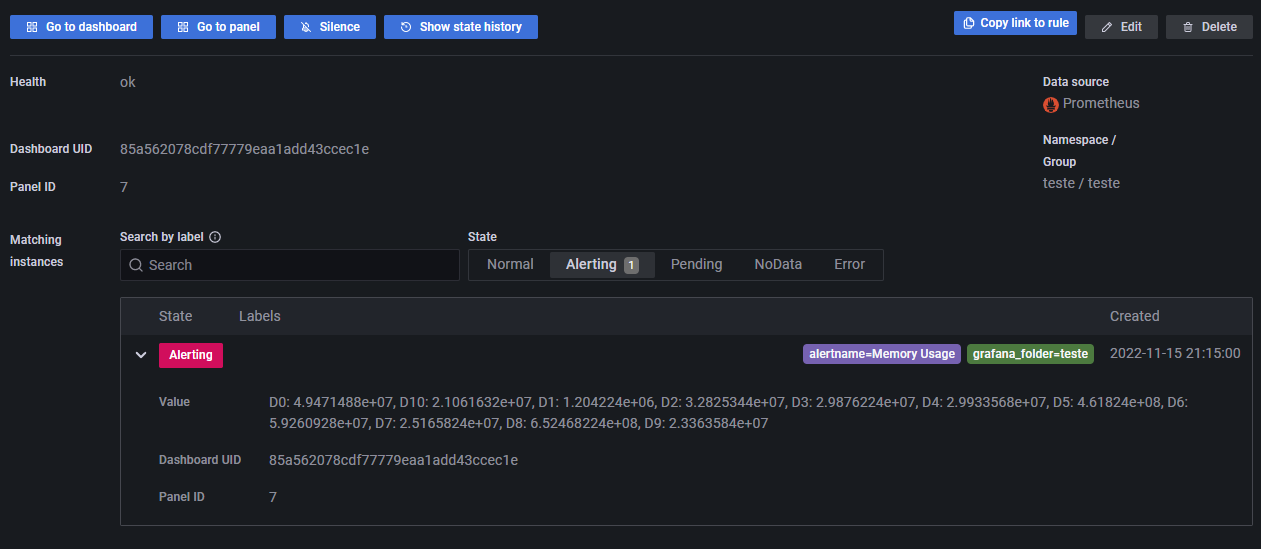 Go to dashboard
Go to panel
Silence
Show state history
Copy link to rule
Edit
Delete
Health
ok
Data source
Prometheus
Dashboard UID
85a562078cdf77779eaa1add43ccec1e
Namespace /
Group
teste / teste
Panel ID
7
Matching
instances
Search by label
Search
State
Normal
Alerting 1
Pending
NoData
Error
State
Labels
Created
Alerting
alertname=Memory Usage
grafana_folder=teste
2022-11-15 21:15:00
Value
D0: 4.9471488e+07, D10: 2.1061632e+07, D1: 1.204224e+06, D2: 3.2825344e+07, D3: 2.9876224e+07, D4: 2.9933568e+07, D5: 4.61824e+08, D6:
5.9260928e+07, D7: 2.5165824e+07, D8: 6.52468224e+08, D9: 2.3363584e+07
Dashboard UID
85a562078cdf77779eaa1add43ccec1e
Panel ID
7